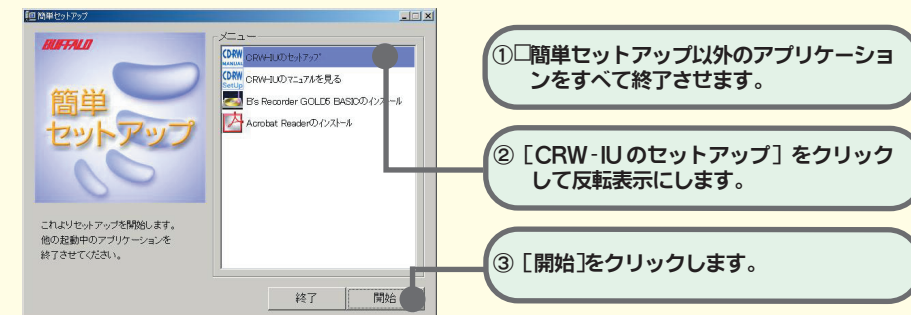 簡単セットアップ
BUFFALO
簡単
セットアップ
これよりセットアップを開始します。
他の起動中のアプリケーションを
終了させてください。
メニュー
CD-RW
MANUAL
CRW-IUのセットアップ
CDRW
SetUp
CRW-IUのマニュアルを見る
B's Recorder GOLD5 BASICのインストール
Acrobat Readerのインストール
終了
開始
①□簡単セットアップ以外のアプリケーショ
ンをすべて終了させます。
②［CRW-IUのセットアップ］をクリック
して反転表示にします。
③［開始］をクリックします。